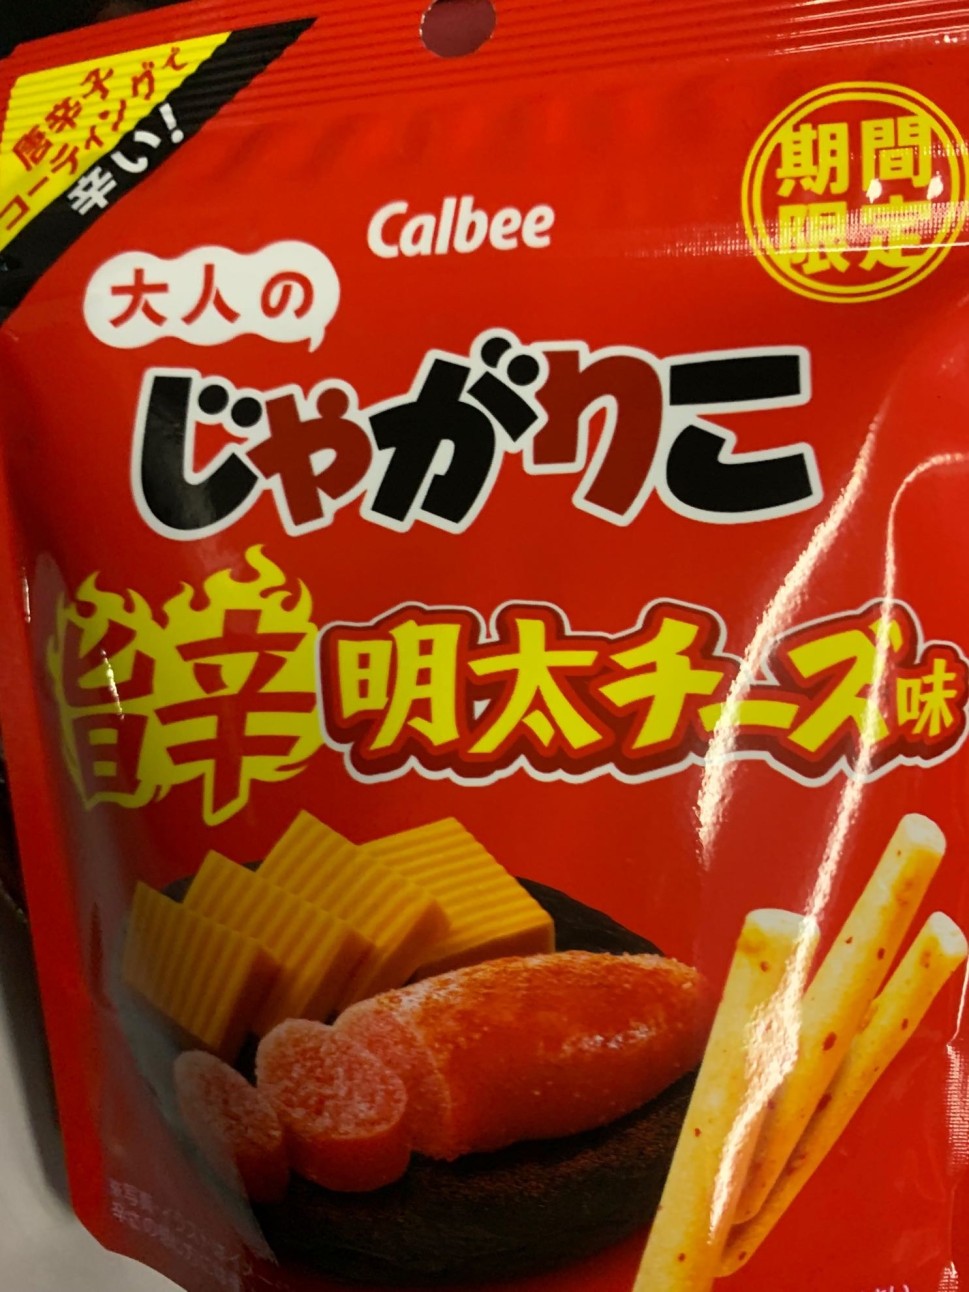 唐辛子
コーティングで
辛い!
期間
限定
Calbee
大人の
じゃがりこ
旨辛明太チーズ味